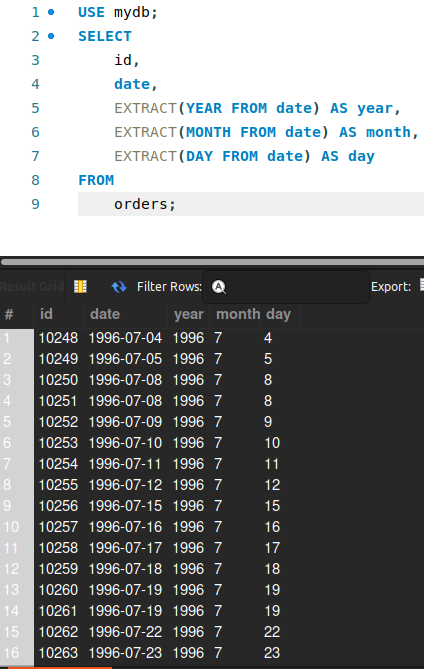 1 USE mydb;
2 SELECT
3 id,
4 date,
5 EXTRACT(YEAR FROM date) AS year,
6 EXTRACT(MONTH FROM date) AS month,
7 EXTRACT(DAY FROM date) AS day
8 FROM
9 orders;
Result Grid Filter Rows: A Export:
# id date year month day
1 10248 1996-07-04 1996 7 4
2 10249 1996-07-05 1996 7 5
3 10250 1996-07-08 1996 7 8
4 10251 1996-07-08 1996 7 8
5 10252 1996-07-09 1996 7 9
6 10253 1996-07-10 1996 7 10
7 10254 1996-07-11 1996 7 11
8 10255 1996-07-12 1996 7 12
9 10256 1996-07-15 1996 7 15
10 10257 1996-07-16 1996 7 16
11 10258 1996-07-17 1996 7 17
12 10259 1996-07-18 1996 7 18
13 10260 1996-07-19 1996 7 19
14 10261 1996-07-19 1996 7 19
15 10262 1996-07-22 1996 7 22
16 10263 1996-07-23 1996 7 23